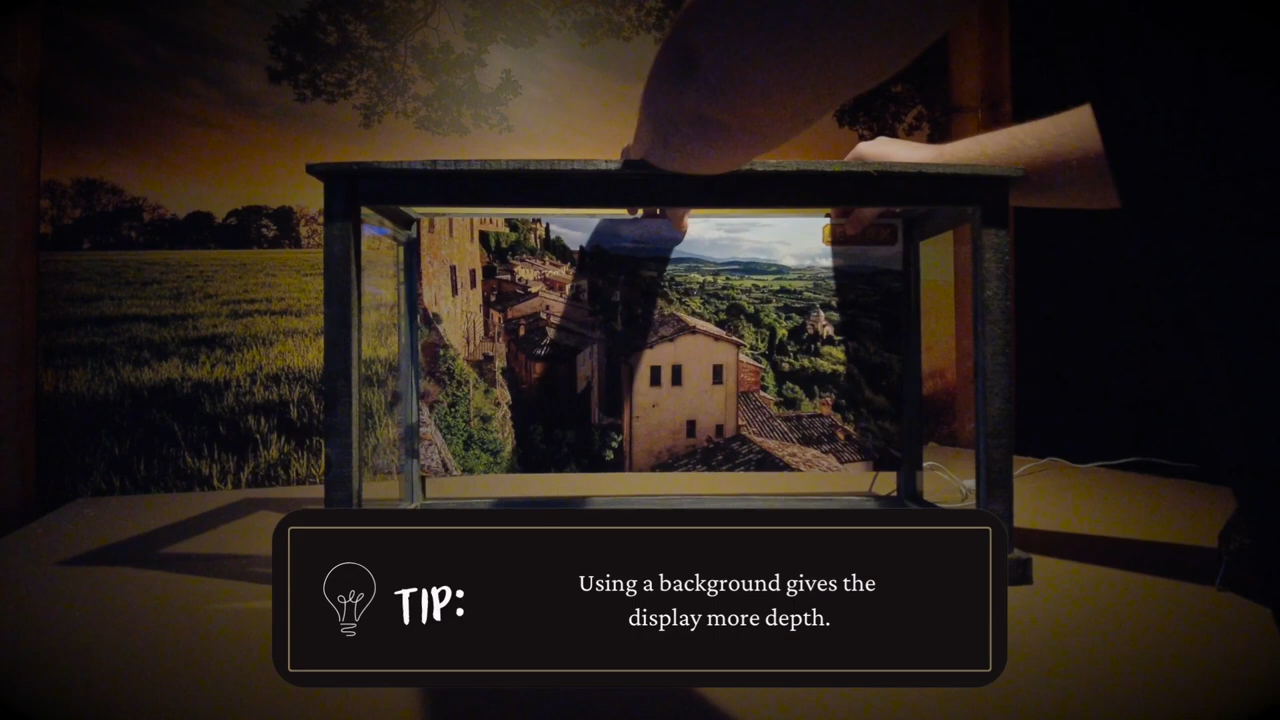 TIP:
Using a background gives the
display more depth.